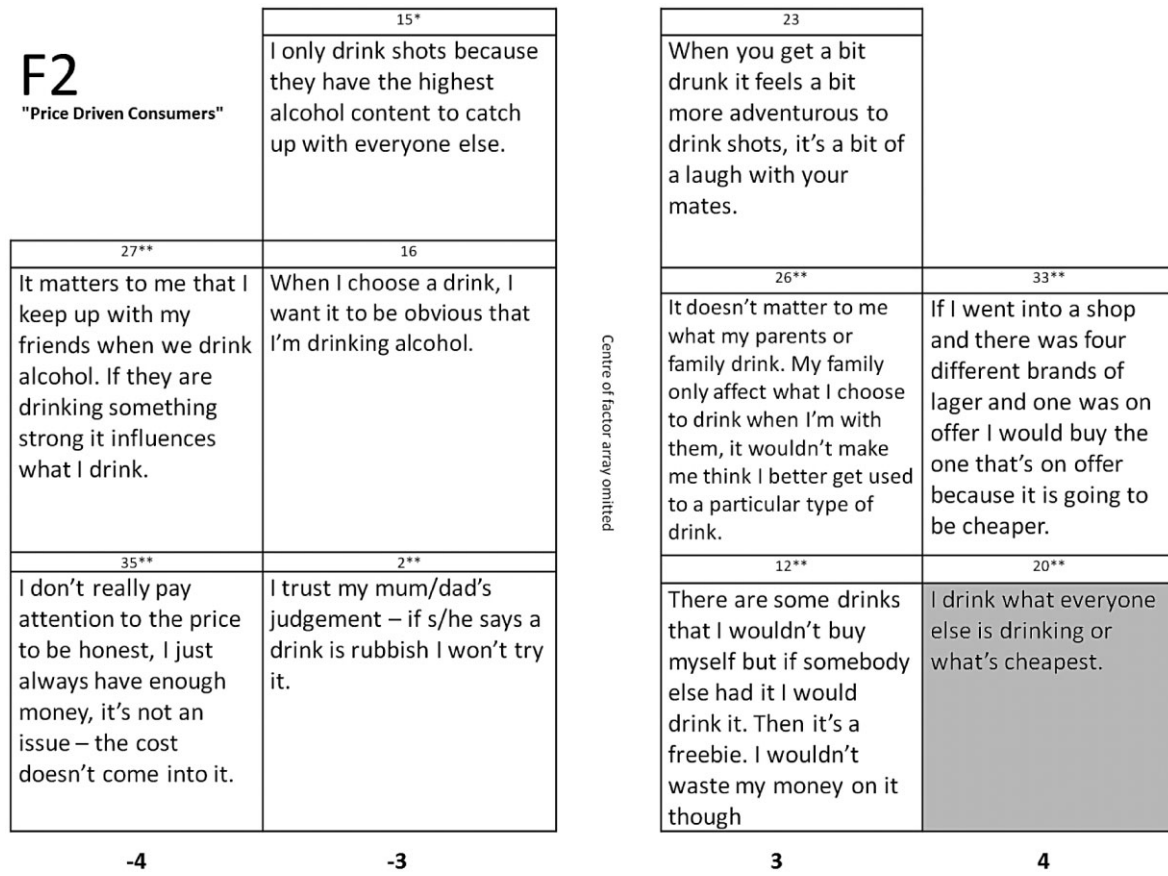 F2
"Price Driven Consumers"
15*
I only drink shots because
they have the highest
alcohol content to catch
up with everyone else.
27**
It matters to me that I
keep up with my
friends when we drink
alcohol. If they are
drinking something
strong it influences
what I drink.
16
When I choose a drink, I
want it to be obvious that
I'm drinking alcohol.
35**
I don't really pay
attention to the price
to be honest, I just
always have enough
money, it's not an
issue – the cost
doesn't come into it.
2**
I trust my mum/dad's
judgement – if s/he says a
drink is rubbish I won't try
it.
-4
-3
Centre of factor array omitted
23
When you get a bit
drunk it feels a bit
more adventurous to
drink shots, it's a bit of
a laugh with your
mates.
26**
It doesn't matter to me
what my parents or
family drink. My family
only affect what I choose
to drink when I'm with
them, it wouldn't make
me think I better get used
to a particular type of
drink.
33**
If I went into a shop
and there was four
different brands of
lager and one was on
offer I would buy the
one that's on offer
because it is going to
be cheaper.
12**
There are some drinks
that I wouldn't buy
myself but if somebody
else had it I would
drink it. Then it's a
freebie. I wouldn't
waste my money on it
though
20**
I drink what everyone
else is drinking or
what's cheapest.
3
4